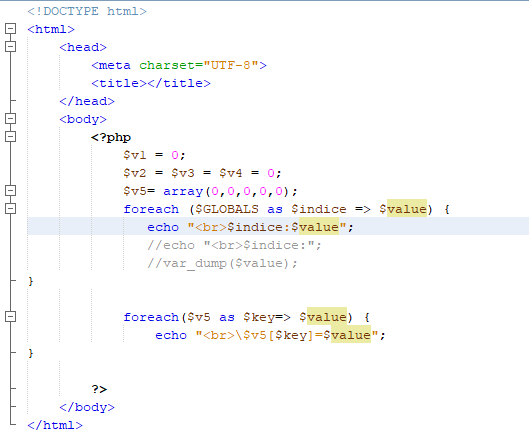 <!DOCTYPE html>
<html>
    <head>
        <meta charset="UTF-8">
        <title></title>
    </head>
    <body>
        <?php
            $v1 = 0;
            $v2 = $v3 = $v4 = 0;
            $v5= array(0,0,0,0,0);
            foreach ($GLOBALS as $indice => $value) {
               echo "<br>$indice:$value";
               //echo "<br>$indice:";
               //var_dump($value);
}
            foreach($v5 as $key=> $value) {
                echo "<br>\$v5[$key]=$value";
}
        ?>
    </body>
</html>